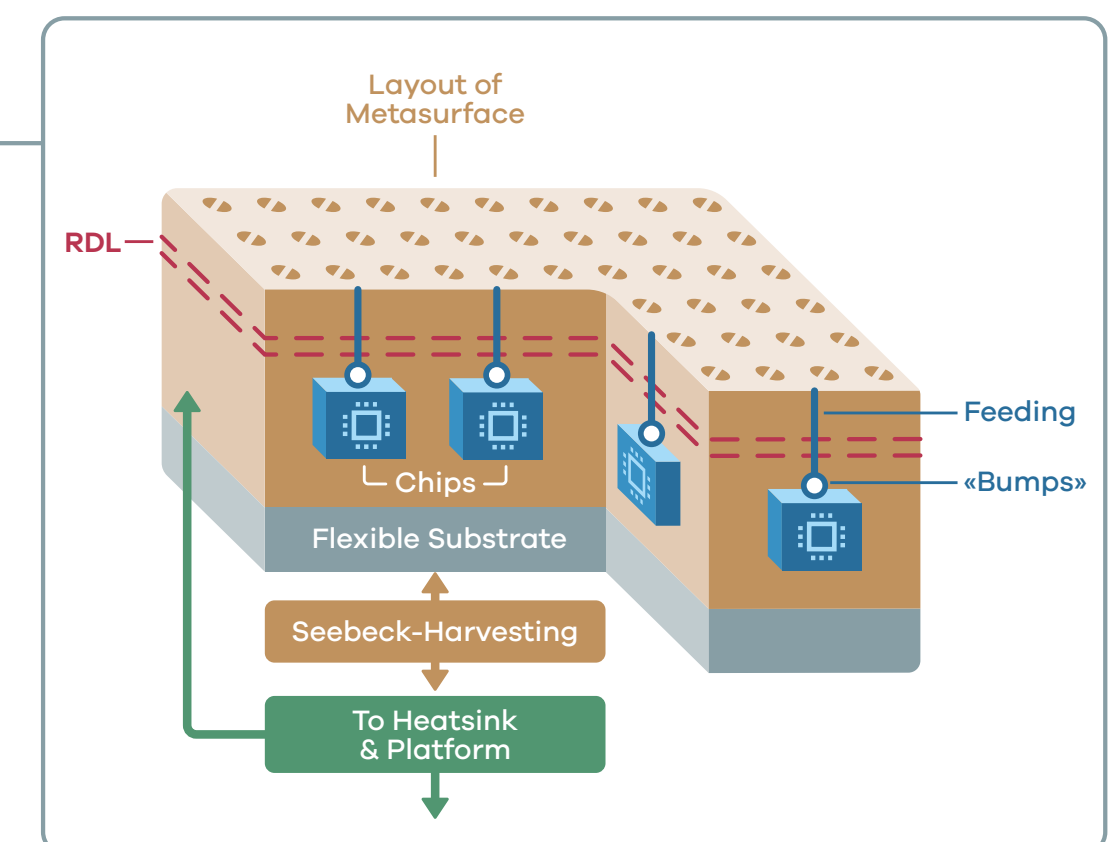 Layout of
Metasurface
RDL
Feeding
«Bumps»
Chips
Flexible Substrate
Seebeck-Harvesting
To Heatsink
& Platform